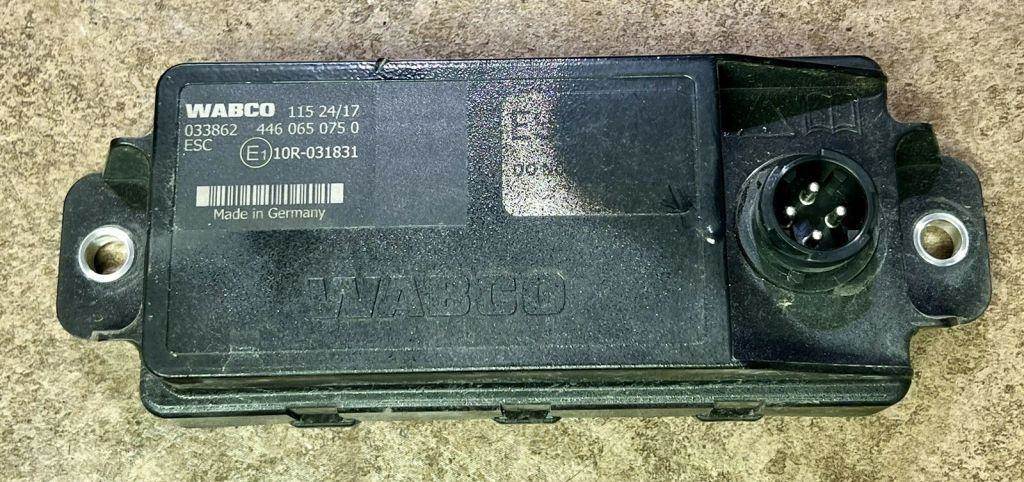 WABCO 115 24/17
033862 446 065 075 0
ESC E1 10R-031831
Made in Germany
WABCO